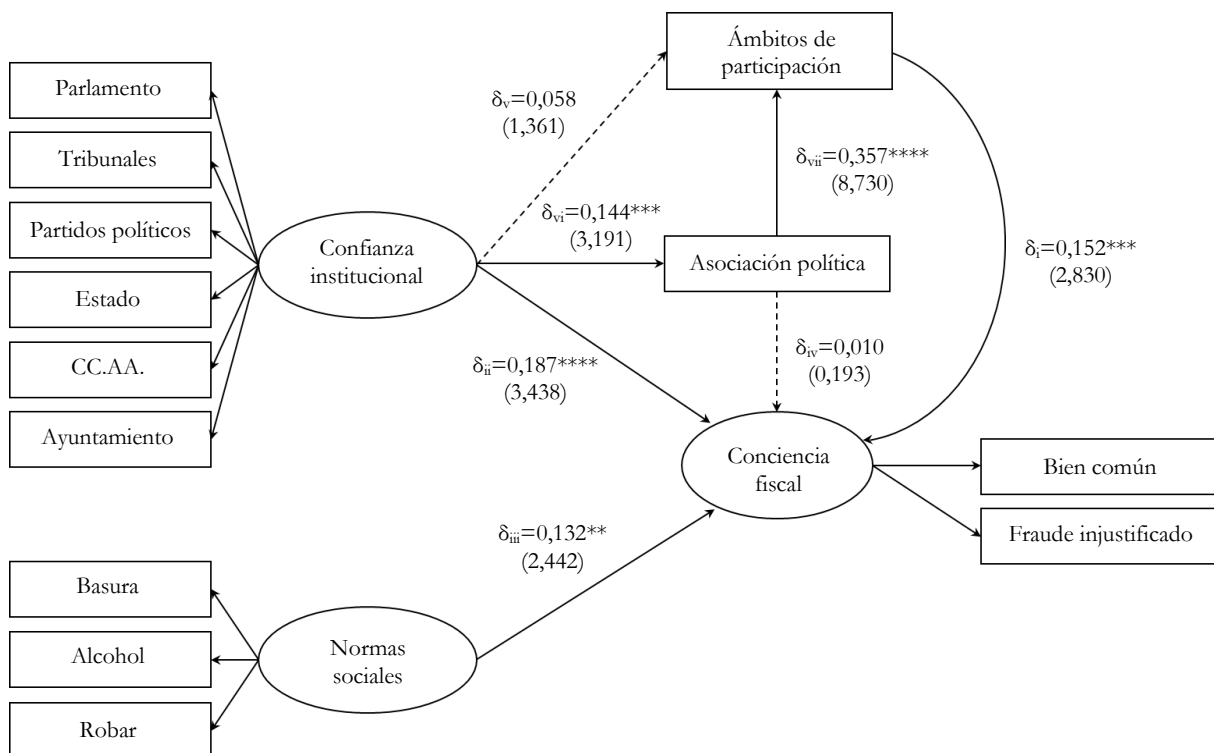 Ámbitos de
participación
Parlamento
δv=0,058
(1,361)
Tribunales
δvii=0,357****
(8,730)
Partidos políticos
δvi=0,144***
(3,191)
Confianza
institucional
Asociación política
δi=0,152***
(2,830)
Estado
CC.AA.
δii=0,187****
(3,438)
δiv=0,010
(0,193)
Ayuntamiento
Conciencia
fiscal
Bien común
Fraude injustificado
δiii=0,132**
(2,442)
Basura
Alcohol
Normas
sociales
Robar